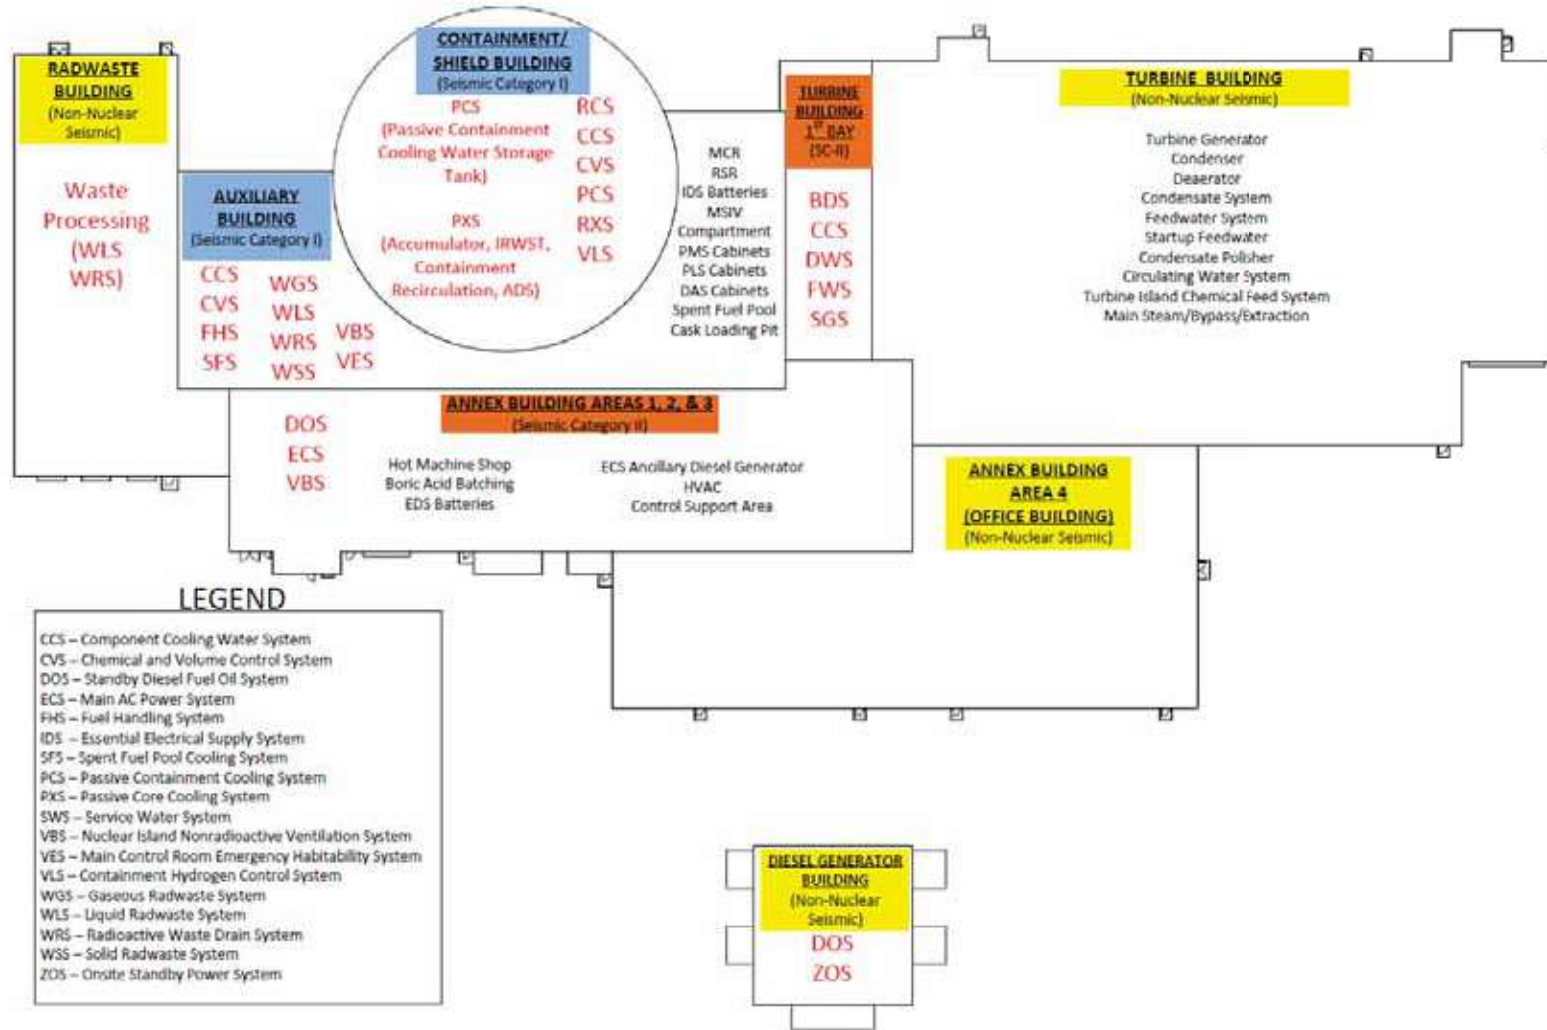 RADWASTE
BUILDING
(Non-Nuclear
Seismic)
Waste
Processing
(WLS
WRS)
CONTAINMENT/
SHIELD BUILDING
(Seismic Category I)
PCS
(Passive Containment
Cooling Water Storage
Tank)
PXS
(Accumulator, IRWST,
Containment
Recirculation, ADS)
RCS
CCS
CVS
PCS
RXS
VLS
AUXILIARY
BUILDING
(Seismic Category I)
CCS
CVS
FHS
SFS
WGS
WLS
WRS
WSS
VBS
VES
MCR
RSR
IDS Batteries
MSIV
Compartment
PMS Cabinets
PLS Cabinets
DAS Cabinets
Spent Fuel Pool
Cask Loading Pit
TURBINE
BUILDING
1ST BAY
(SC-II)
BDS
CCS
DWS
FWS
SGS
TURBINE BUILDING
(Non-Nuclear Seismic)
Turbine Generator
Condenser
Deaerator
Condensate System
Feedwater System
Startup Feedwater
Condensate Polisher
Circulating Water System
Turbine Island Chemical Feed System
Main Steam/Bypass/Extraction
ANNEX BUILDING AREAS 1, 2, & 3
(Seismic Category II)
DOS
ECS
VBS
Hot Machine Shop
Boric Acid Batching
EDS Batteries
ECS Ancillary Diesel Generator
HVAC
Control Support Area
ANNEX BUILDING
AREA 4
(OFFICE BUILDING)
(Non-Nuclear Seismic)
LEGEND
CCS – Component Cooling Water System
CVS – Chemical and Volume Control System
DOS – Standby Diesel Fuel Oil System
ECS – Main AC Power System
FHS – Fuel Handling System
IDS – Essential Electrical Supply System
SFS – Spent Fuel Pool Cooling System
PCS – Passive Containment Cooling System
PXS – Passive Core Cooling System
SWS – Service Water System
VBS – Nuclear Island Nonradioactive Ventilation System
VES – Main Control Room Emergency Habitability System
VLS – Containment Hydrogen Control System
WGS – Gaseous Radwaste System
WLS – Liquid Radwaste System
WRS – Radioactive Waste Drain System
WSS – Solid Radwaste System
ZOS – Onsite Standby Power System
DIESEL GENERATOR
BUILDING
(Non-Nuclear
Seismic)
DOS
ZOS